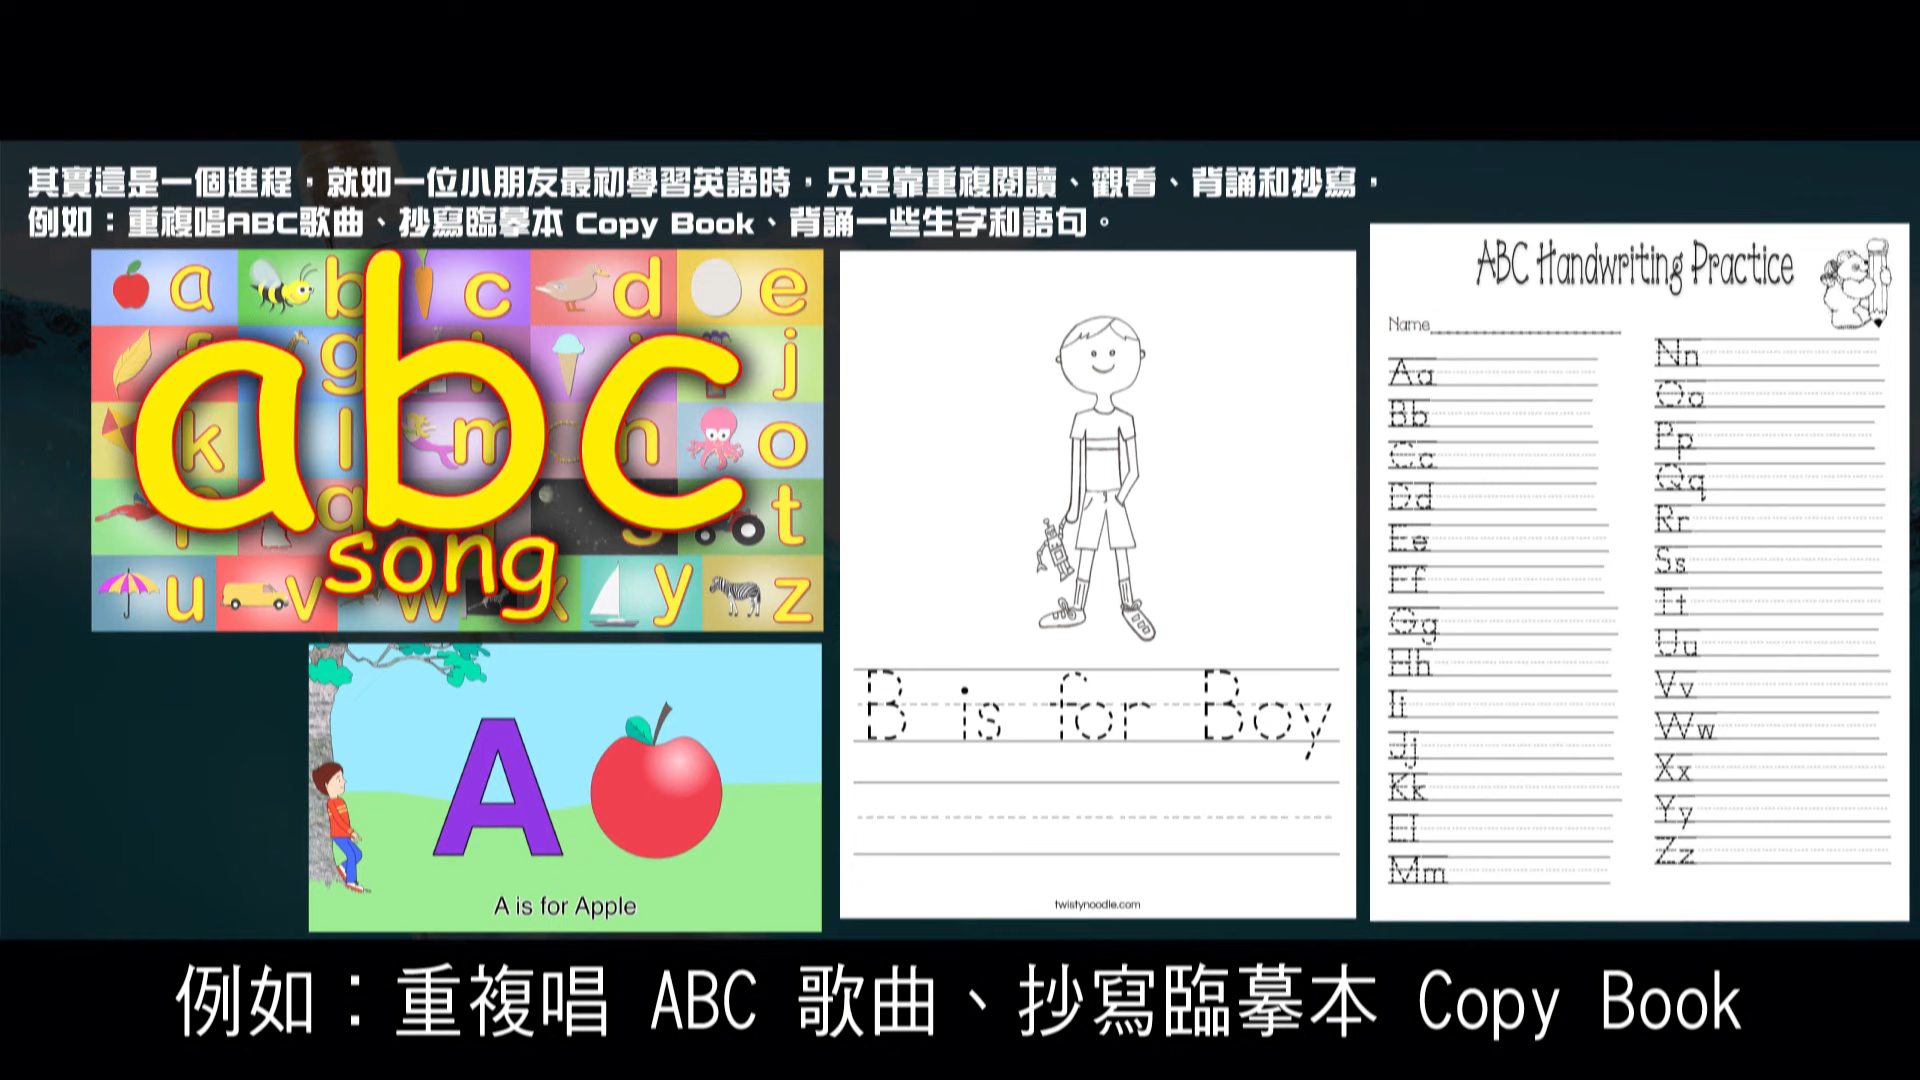 其實這是一個進程，就如一位小朋友最初學習英語時，只是靠重複閱讀、觀看、背誦和抄寫，
例如：重複唱ABC歌曲、抄寫臨摹本 Copy Book、背誦一些生字和語句。
a b c d e
g j
k l m n o
q s t
u v w x y z
abc
song
A
A is for Apple
B is for Boy
twistynoodle.com
ABC Handwriting Practice
Name
Aa
Bb
Cc
Dd
Ee
Ff
Gg
Hh
Ii
Jj
Kk
Ll
Mm
Nn
Oo
Pp
Qq
Rr
Ss
Tt
Uu
Vv
Ww
Xx
Yy
Zz
例如：重複唱 ABC 歌曲、抄寫臨摹本 Copy Book